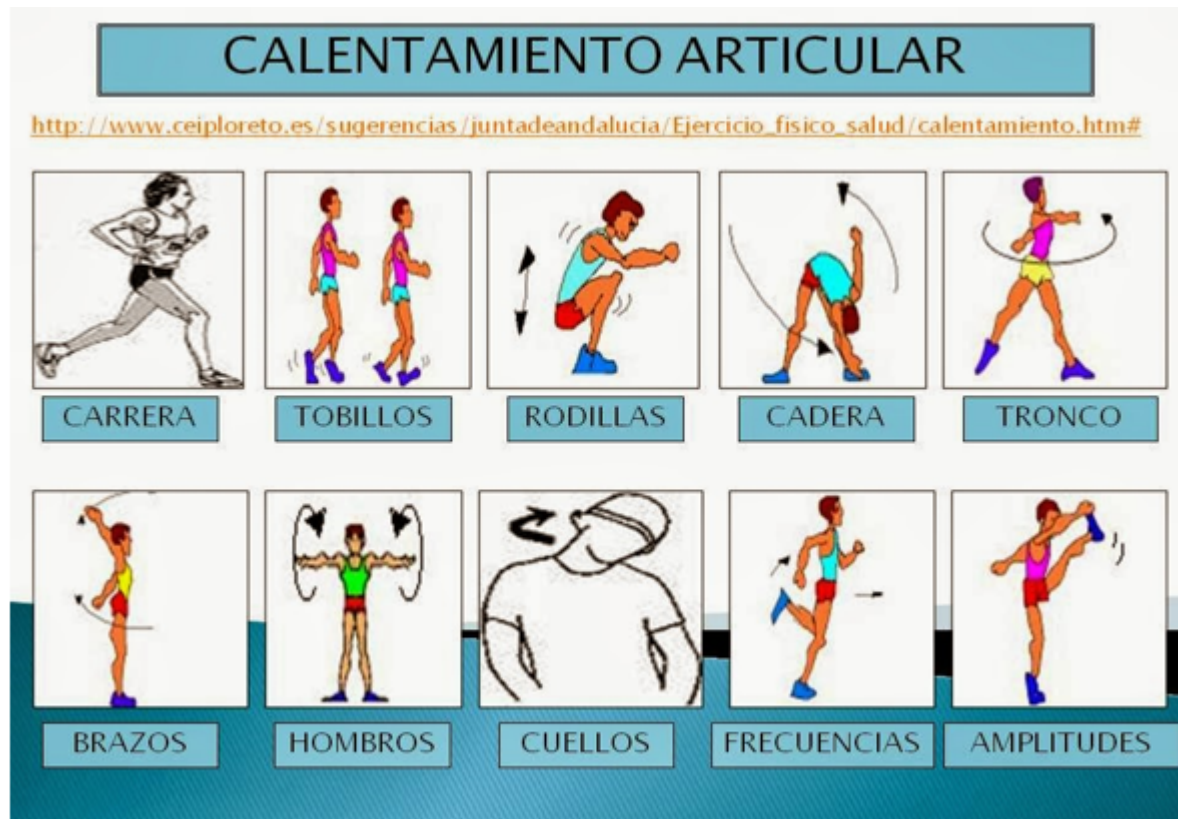 CALENTAMIENTO ARTICULAR
http://www.ceiploreto.es/sugerencias/juntadeandalucia/Ejercicio_fisico_salud/calentamiento.htm#
CARRERA
TOBILLOS
RODILLAS
CADERA
TRONCO
BRAZOS
HOMBROS
CUELLOS
FRECUENCIAS
AMPLITUDES